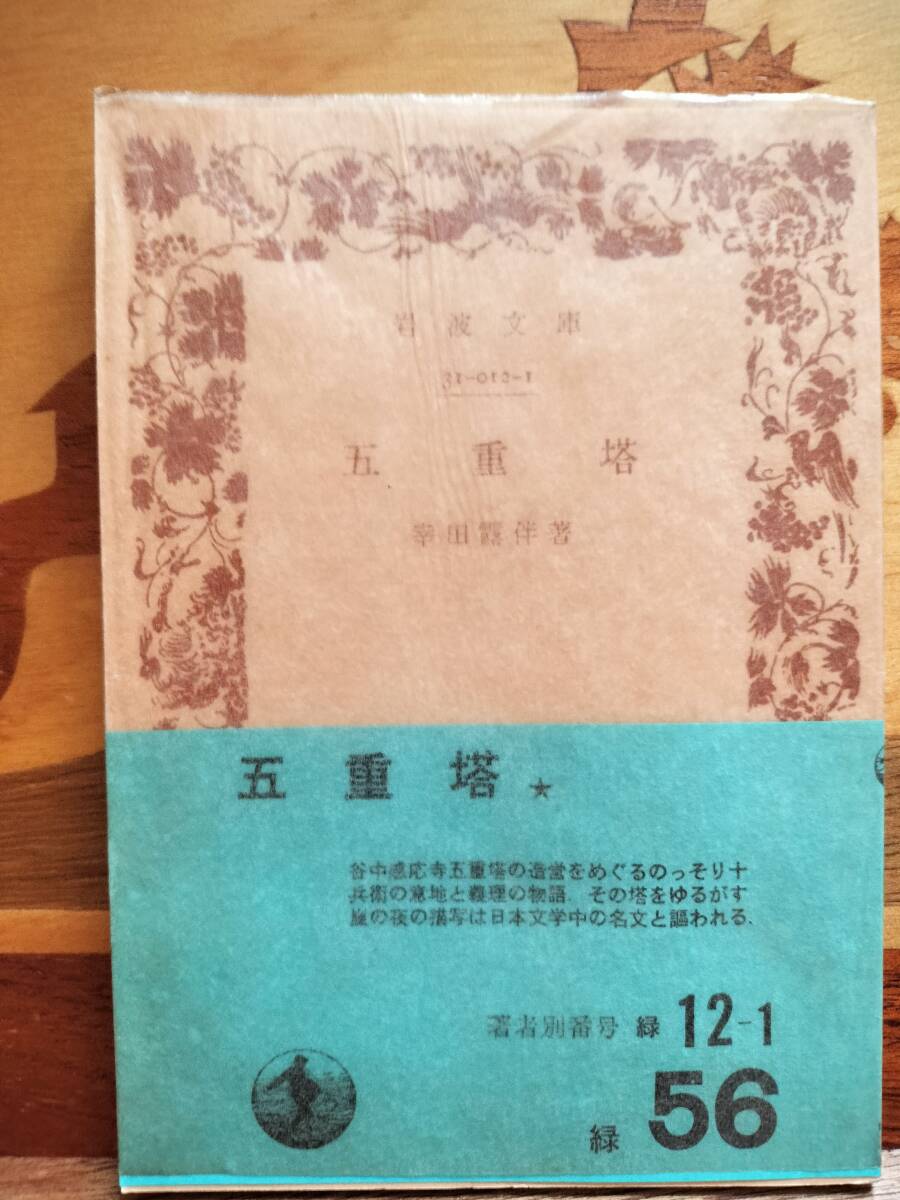 岩波文庫
31-012-1
五重塔
幸田露伴著
五重塔★
谷中感応寺五重塔の造営をめぐるのっそり十
兵衛の意地と義理の物語．その塔をゆるがす
嵐の夜の描写は日本文学中の名文と謳われる．
著者別番号 緑 12-1
緑 56